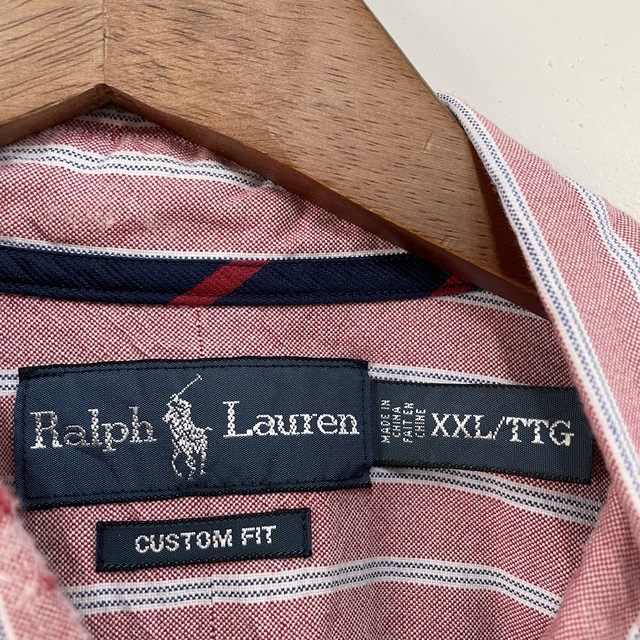 Ralph Lauren
MADE IN
CHINA
FAIT EN
CHINE
XXL/TTG
CUSTOM FIT